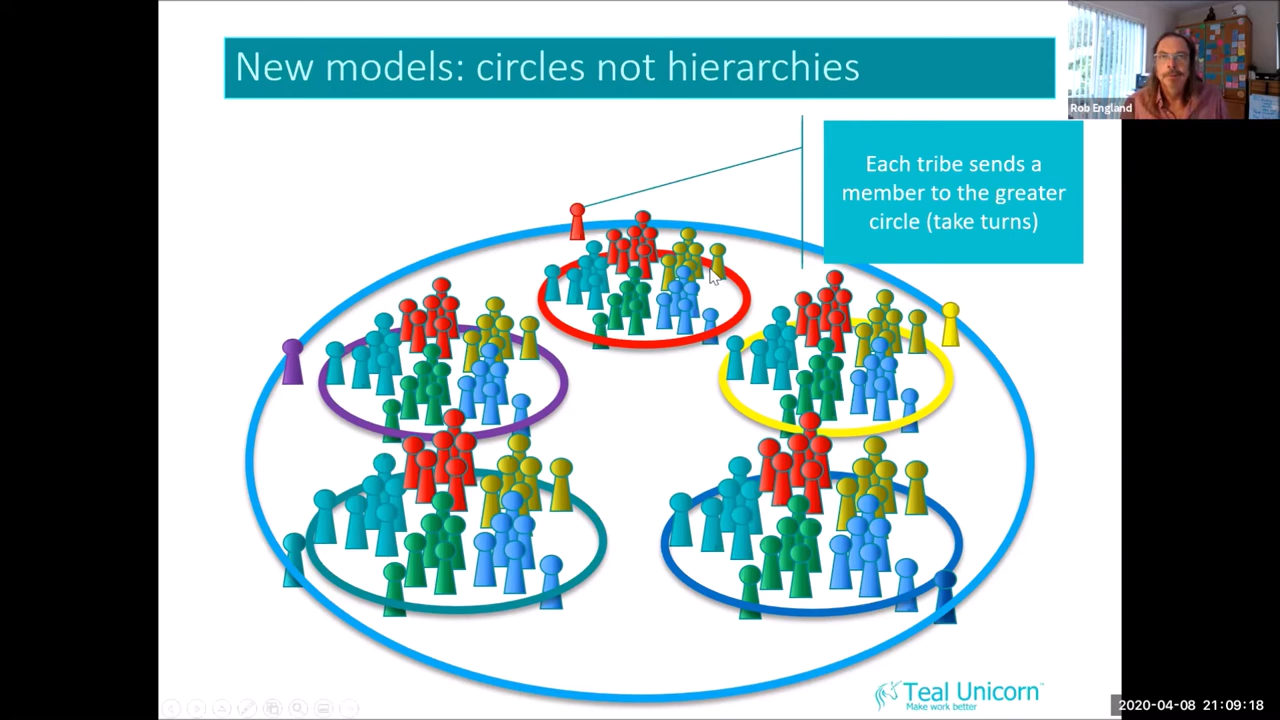 New models: circles not hierarchies
Rob England
Each tribe sends a
member to the greater
circle (take turns)
Teal Unicorn™
Make work better
2020-04-08 21:09:18